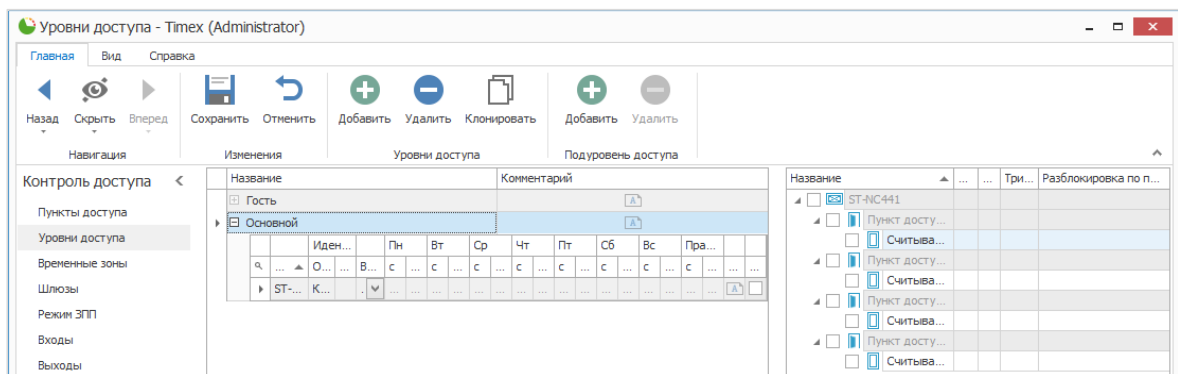 Уровни доступа - Timex (Administrator)
Главная Вид Справка
Назад Скрыть Вперед Сохранить Отменить Добавить Удалить Клонировать Добавить Удалить
Навигация Изменения Уровни доступа Подуровень доступа
Контроль доступа
Пункты доступа
Уровни доступа
Временные зоны
Шлюзы
Режим ЗПП
Входы
Выходы
Название Комментарий
Гость
Основной
Иден... Пн Вт Ср Чт Пт Сб Вс Пра...
... О... ... В... с ... с ... с ... с ... с ... с ... с ... с ... ... ...
ST-... К... . ... ... ... ... ... ... ... ... ... ... ... ... ... ... ... ...
Название ... ... Три... Разблокировка по п...
ST-NC441
Пункт досту...
Считыва...
Пункт досту...
Считыва...
Пункт досту...
Считыва...
Пункт досту...
Считыва...